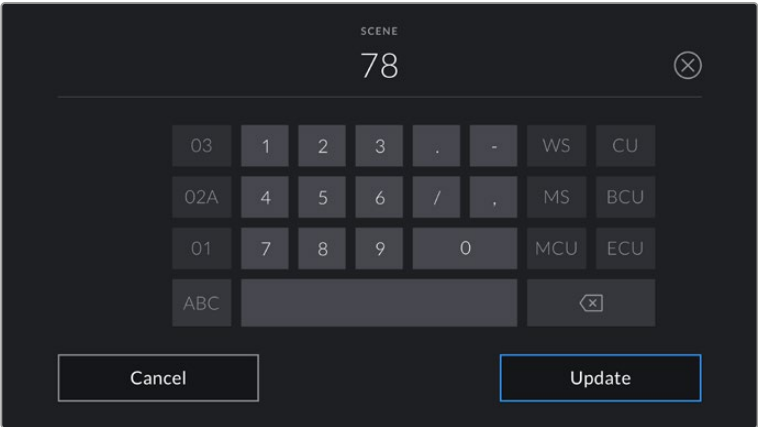 SCENE
78
03 1 2 3 . - WS CU
02A 4 5 6 / , MS BCU
01 7 8 9 0 MCU ECU
ABC
Cancel Update